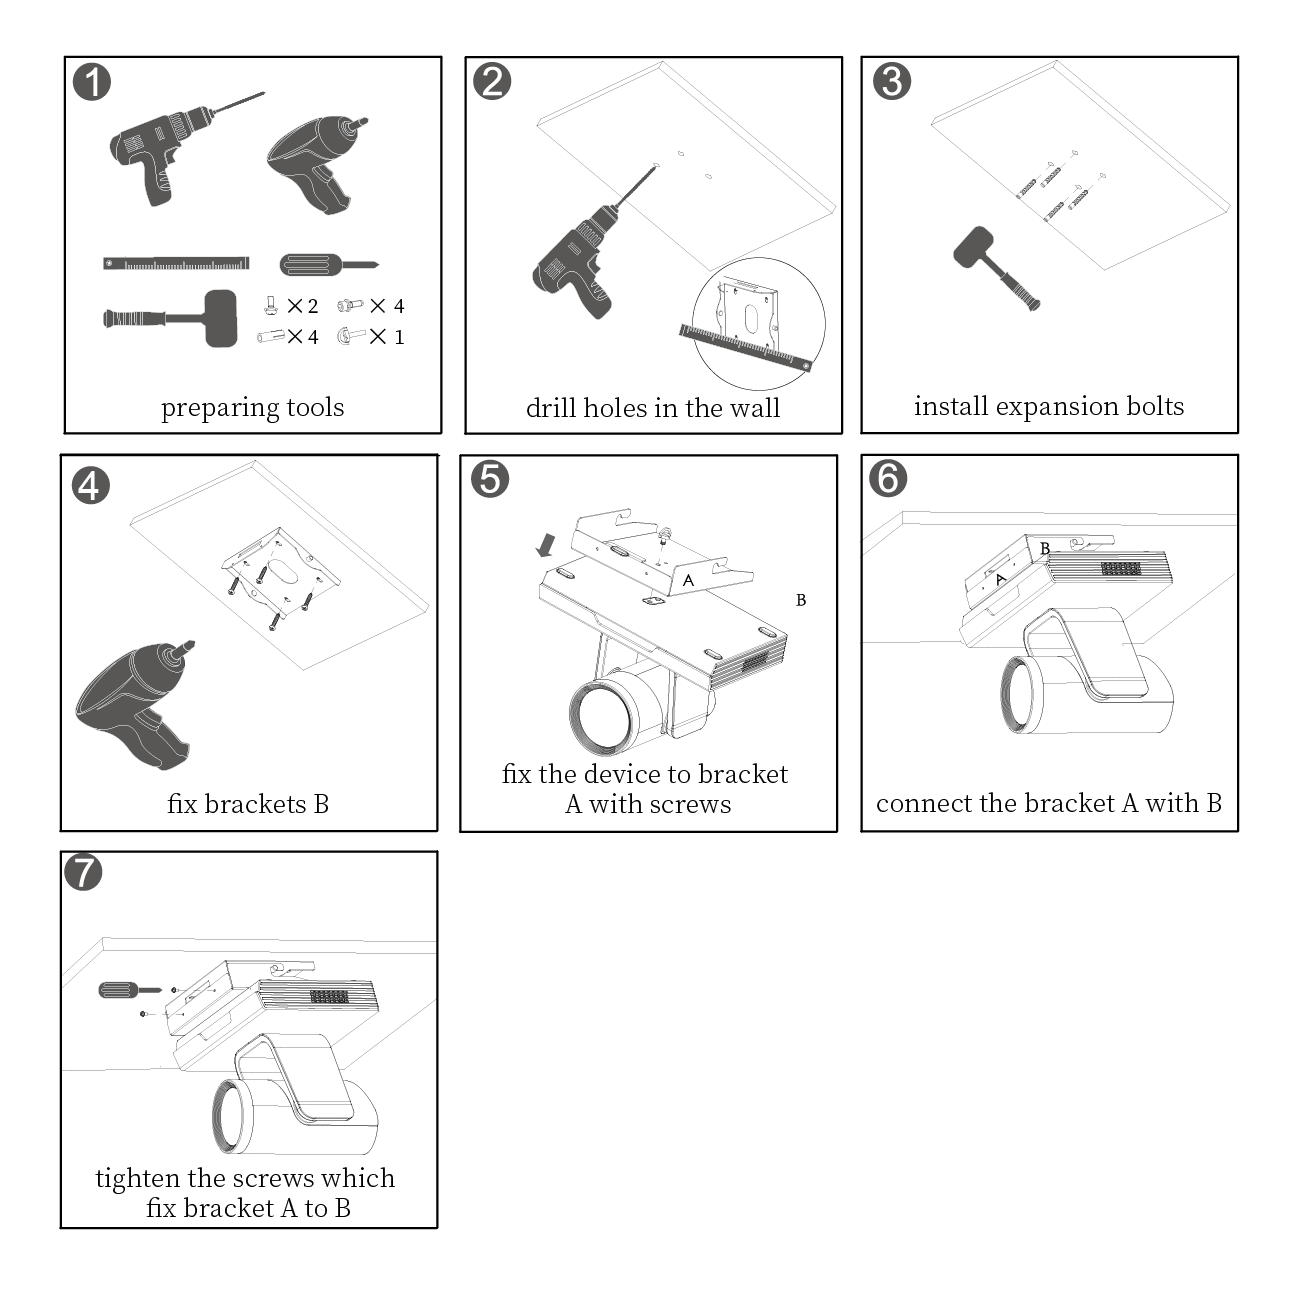 1
×2
×4
×4
×1
preparing tools
2
drill holes in the wall
3
install expansion bolts
4
fix brackets B
5
A
B
fix the device to bracket
A with screws
6
B
A
connect the bracket A with B
7
tighten the screws which
fix bracket A to B